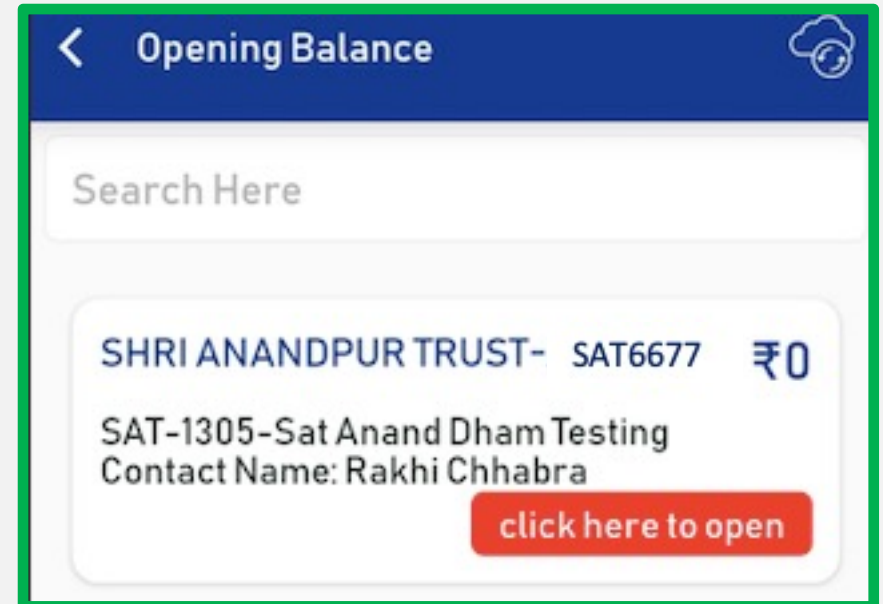 Opening Balance
Search Here
SHRI ANANDPUR TRUST- SAT6677 ₹0
SAT-1305-Sat Anand Dham Testing
Contact Name: Rakhi Chhabra
click here to open